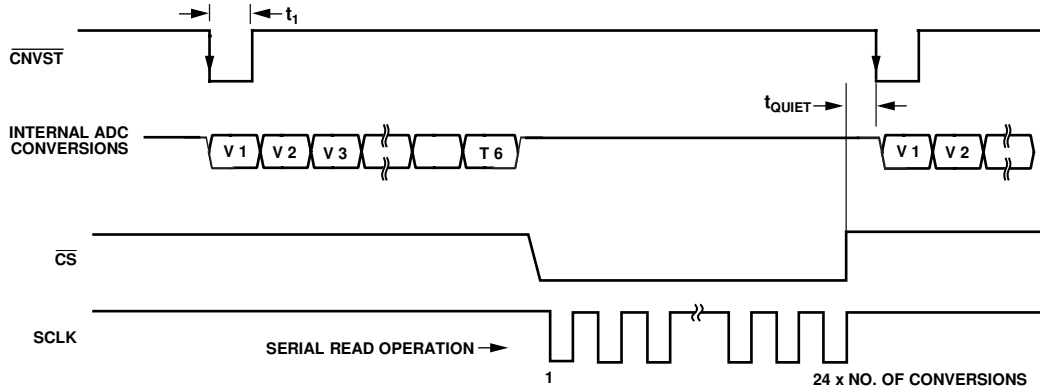 t1
CNVST
tQUIET
INTERNAL ADC
CONVERSIONS
V 1
V 2
V 3
T 6
V 1
V 2
CS
SCLK
SERIAL READ OPERATION
1
24 x NO. OF CONVERSIONS